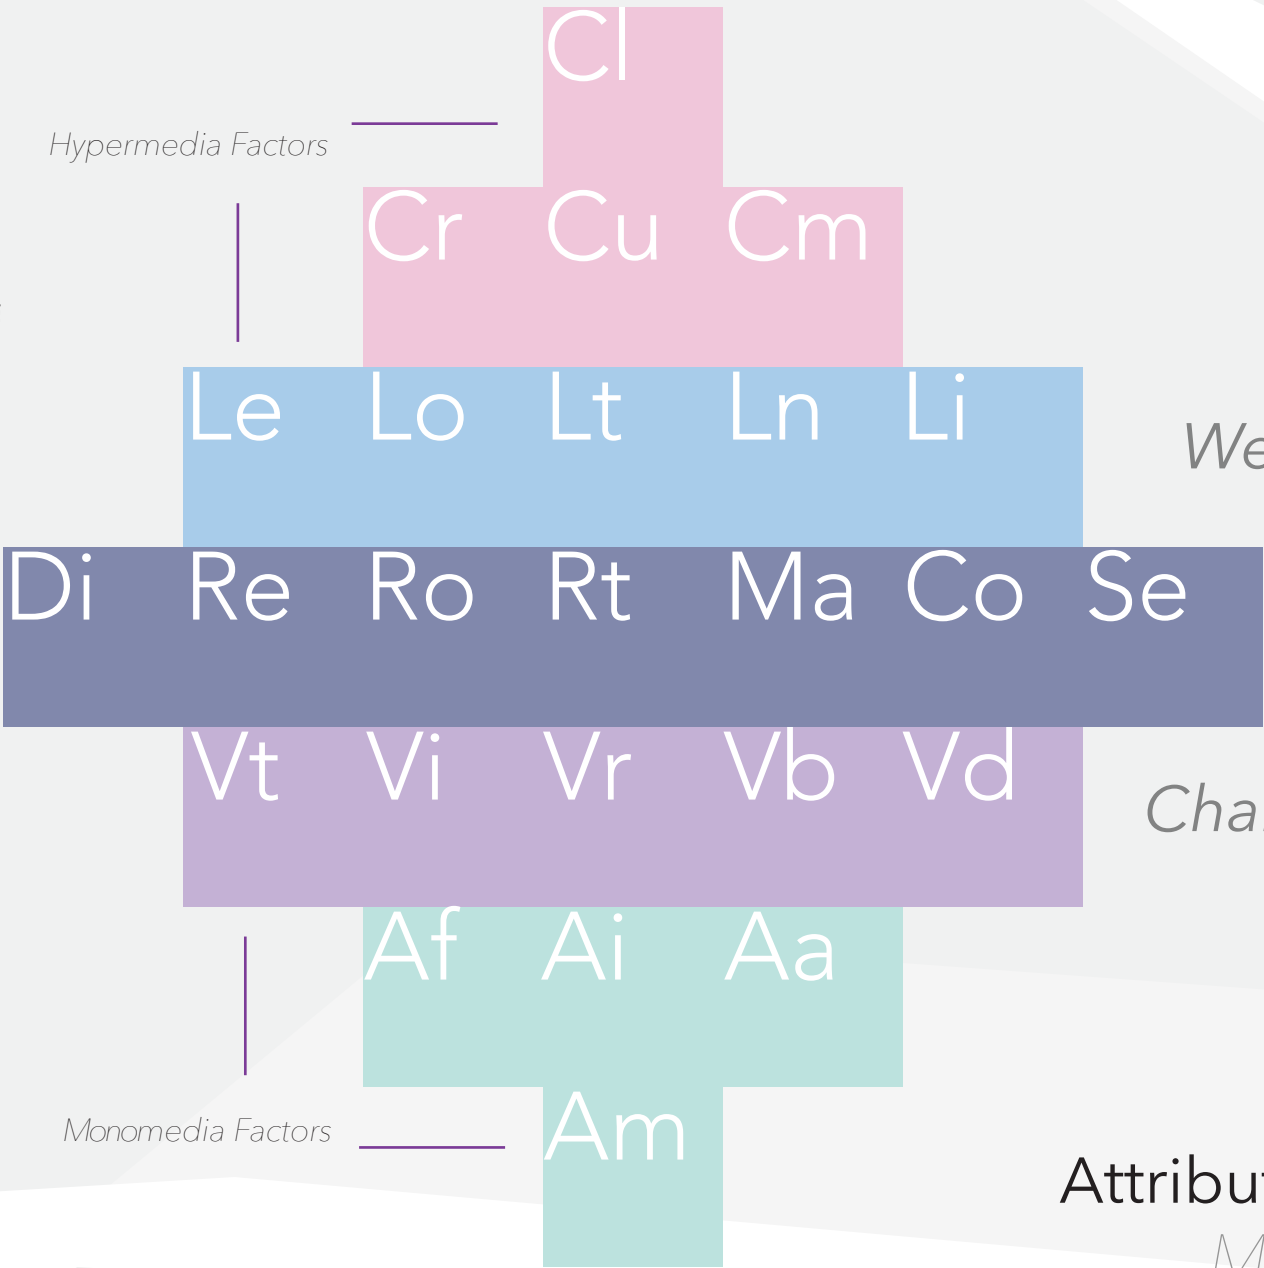 Cl
Hypermedia Factors
Cr Cu Cm
Le Lo Lt Ln Li
We
Di Re Ro Rt Ma Co Se
Vt Vi Vr Vb Vd
Cha
Af Ai Aa
Am
Monomedia Factors
Attribu